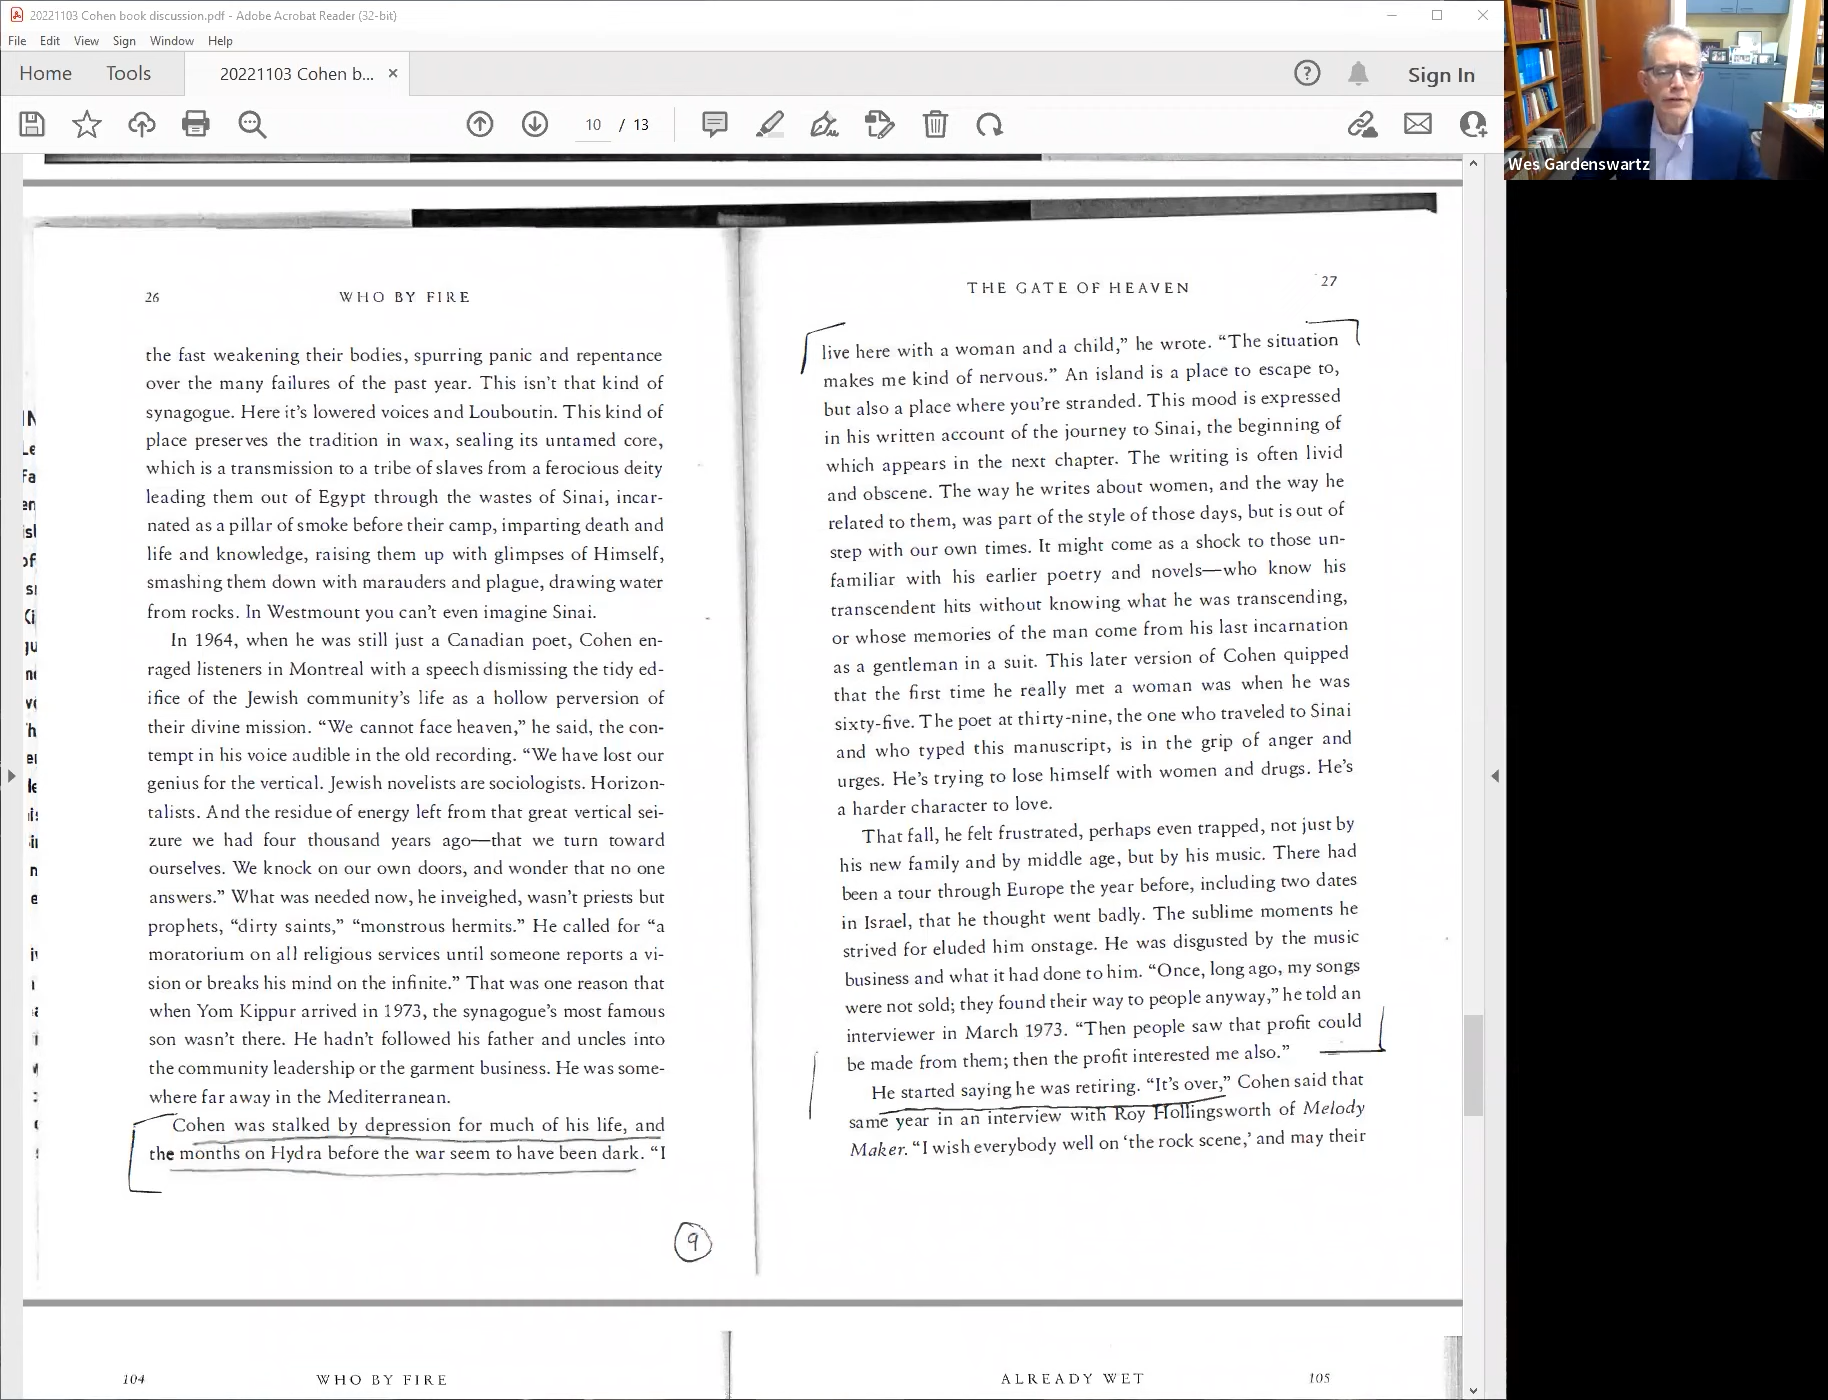 20221103 Cohen book discussion.pdf - Adobe Acrobat Reader (32-bit)
File Edit View Sign Window Help
Home Tools 20221103 Cohen b... × Sign In
10 / 13
Wes Gardenswartz
26 WHO BY FIRE
the fast weakening their bodies, spurring panic and repentance
over the many failures of the past year. This isn't that kind of
synagogue. Here it's lowered voices and Louboutin. This kind of
place preserves the tradition in wax, sealing its untamed core,
which is a transmission to a tribe of slaves from a ferocious deity
leading them out of Egypt through the wastes of Sinai, incar-
nated as a pillar of smoke before their camp, imparting death and
life and knowledge, raising them up with glimpses of Himself,
smashing them down with marauders and plague, drawing water
from rocks. In Westmount you can't even imagine Sinai.
In 1964, when he was still just a Canadian poet, Cohen en-
raged listeners in Montreal with a speech dismissing the tidy ed-
ifice of the Jewish community's life as a hollow perversion of
their divine mission. "We cannot face heaven," he said, the con-
tempt in his voice audible in the old recording. "We have lost our
genius for the vertical. Jewish novelists are sociologists. Horizon-
talists. And the residue of energy left from that great vertical sei-
zure we had four thousand years ago—that we turn toward
ourselves. We knock on our own doors, and wonder that no one
answers." What was needed now, he inveighed, wasn't priests but
prophets, "dirty saints," "monstrous hermits." He called for "a
moratorium on all religious services until someone reports a vi-
sion or breaks his mind on the infinite." That was one reason that
when Yom Kippur arrived in 1973, the synagogue's most famous
son wasn't there. He hadn't followed his father and uncles into
the community leadership or the garment business. He was some-
where far away in the Mediterranean.
Cohen was stalked by depression for much of his life, and
the months on Hydra before the war seem to have been dark. "I
9
THE GATE OF HEAVEN 27
live here with a woman and a child," he wrote. "The situation
makes me kind of nervous." An island is a place to escape to,
but also a place where you're stranded. This mood is expressed
in his written account of the journey to Sinai, the beginning of
which appears in the next chapter. The writing is often livid
and obscene. The way he writes about women, and the way he
related to them, was part of the style of those days, but is out of
step with our own times. It might come as a shock to those un-
familiar with his earlier poetry and novels—who know his
transcendent hits without knowing what he was transcending,
or whose memories of the man come from his last incarnation
as a gentleman in a suit. This later version of Cohen quipped
that the first time he really met a woman was when he was
sixty-five. The poet at thirty-nine, the one who traveled to Sinai
and who typed this manuscript, is in the grip of anger and
urges. He's trying to lose himself with women and drugs. He's
a harder character to love.
That fall, he felt frustrated, perhaps even trapped, not just by
his new family and by middle age, but by his music. There had
been a tour through Europe the year before, including two dates
in Israel, that he thought went badly. The sublime moments he
strived for eluded him onstage. He was disgusted by the music
business and what it had done to him. "Once, long ago, my songs
were not sold; they found their way to people anyway," he told an
interviewer in March 1973. "Then people saw that profit could
be made from them; then the profit interested me also."
He started saying he was retiring. "It's over," Cohen said that
same year in an interview with Roy Hollingsworth of Melody
Maker. "I wish everybody well on 'the rock scene,' and may their
104 WHO BY FIRE
ALREADY WET 105